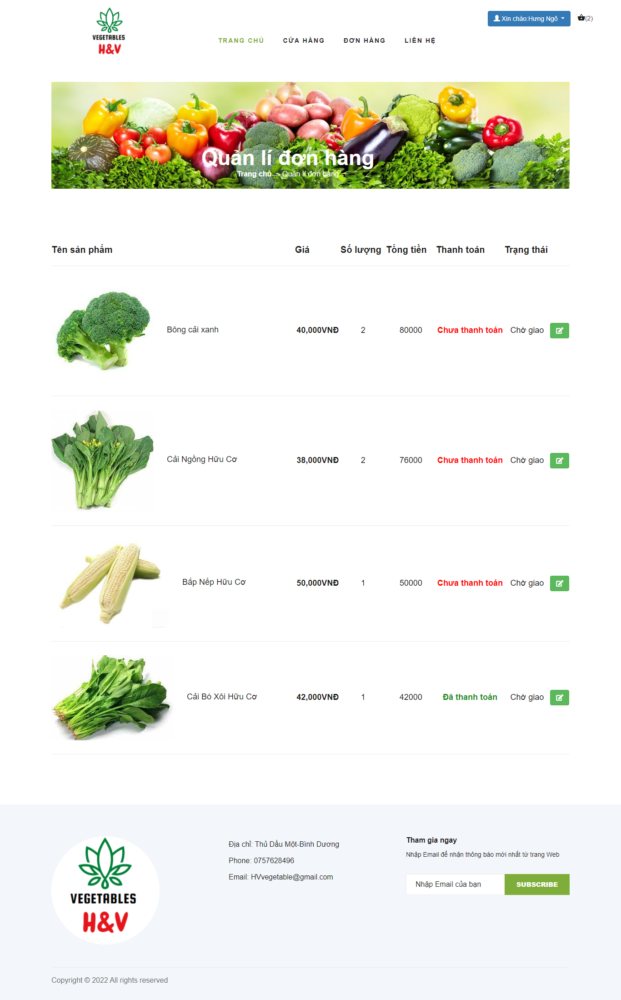 VEGETABLES
H&V
Xin chào:Hưng Ngô
(2)
TRANG CHỦ CỬA HÀNG ĐƠN HÀNG LIÊN HỆ
Quản lí đơn hàng
Trang chủ – Quản lí đơn hàng
Tên sản phẩm Giá Số lượng Tổng tiền Thanh toán Trạng thái
Bông cải xanh 40,000VNĐ 2 80000 Chưa thanh toán Chờ giao
Cải Ngồng Hữu Cơ 38,000VNĐ 2 76000 Chưa thanh toán Chờ giao
Bắp Nếp Hữu Cơ 50,000VNĐ 1 50000 Chưa thanh toán Chờ giao
Cải Bó Xôi Hữu Cơ 42,000VNĐ 1 42000 Đã thanh toán Chờ giao
VEGETABLES
H&V
Địa chỉ: Thủ Dầu Một-Bình Dương
Phone: 0757628496
Email: HVvegetable@gmail.com
Tham gia ngay
Nhập Email để nhận thông báo mới nhất từ trang Web
Nhập Email của bạn SUBSCRIBE
Copyright © 2022 All rights reserved